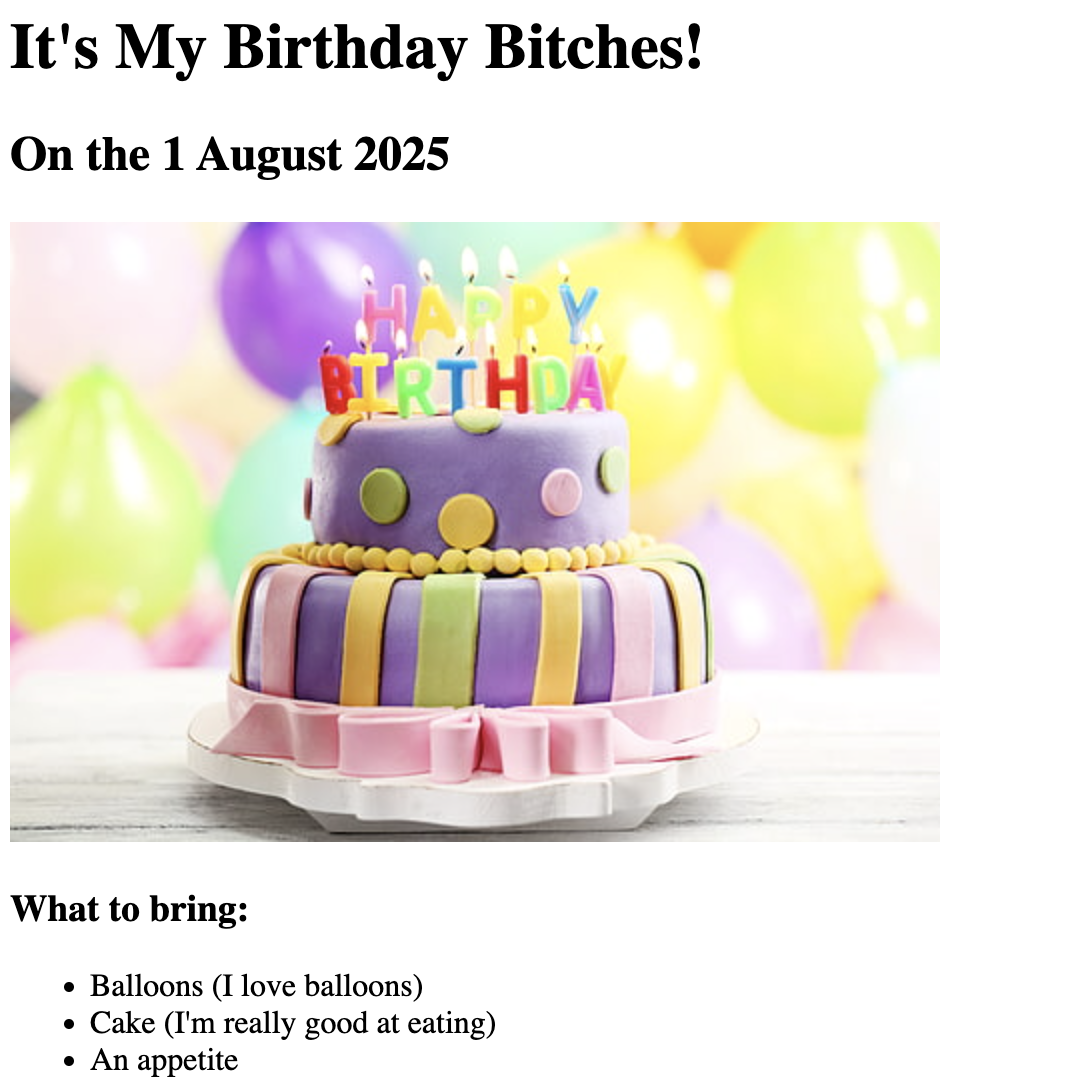 It's My Birthday Bitches!
On the 1 August 2025
HAPPY
BIRTHDAY
What to bring:
Balloons (I love balloons)
Cake (I'm really good at eating)
An appetite